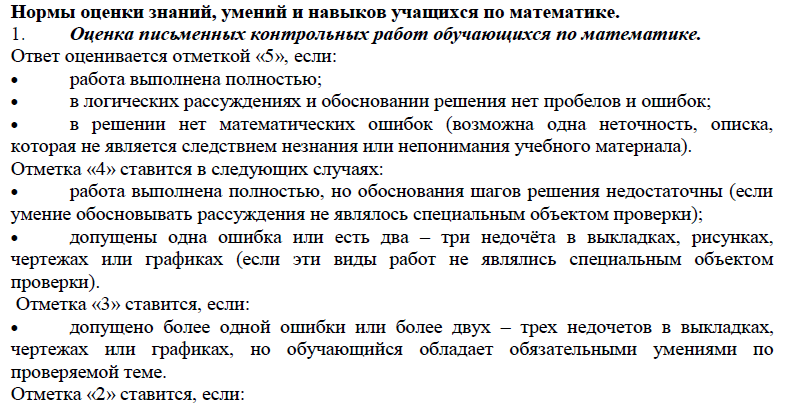 Нормы оценки знаний, умений и навыков учащихся по математике.
1. Оценка письменных контрольных работ обучающихся по математике.
Ответ оценивается отметкой «5», если:
• работа выполнена полностью;
• в логических рассуждениях и обосновании решения нет пробелов и ошибок;
• в решении нет математических ошибок (возможна одна неточность, описка,
которая не является следствием незнания или непонимания учебного материала).
Отметка «4» ставится в следующих случаях:
• работа выполнена полностью, но обоснования шагов решения недостаточны (если
умение обосновывать рассуждения не являлось специальным объектом проверки);
• допущены одна ошибка или есть два – три недочёта в выкладках, рисунках,
чертежах или графиках (если эти виды работ не являлись специальным объектом
проверки).
Отметка «3» ставится, если:
• допущено более одной ошибки или более двух – трех недочетов в выкладках,
чертежах или графиках, но обучающийся обладает обязательными умениями по
проверяемой теме.
Отметка «2» ставится, если: